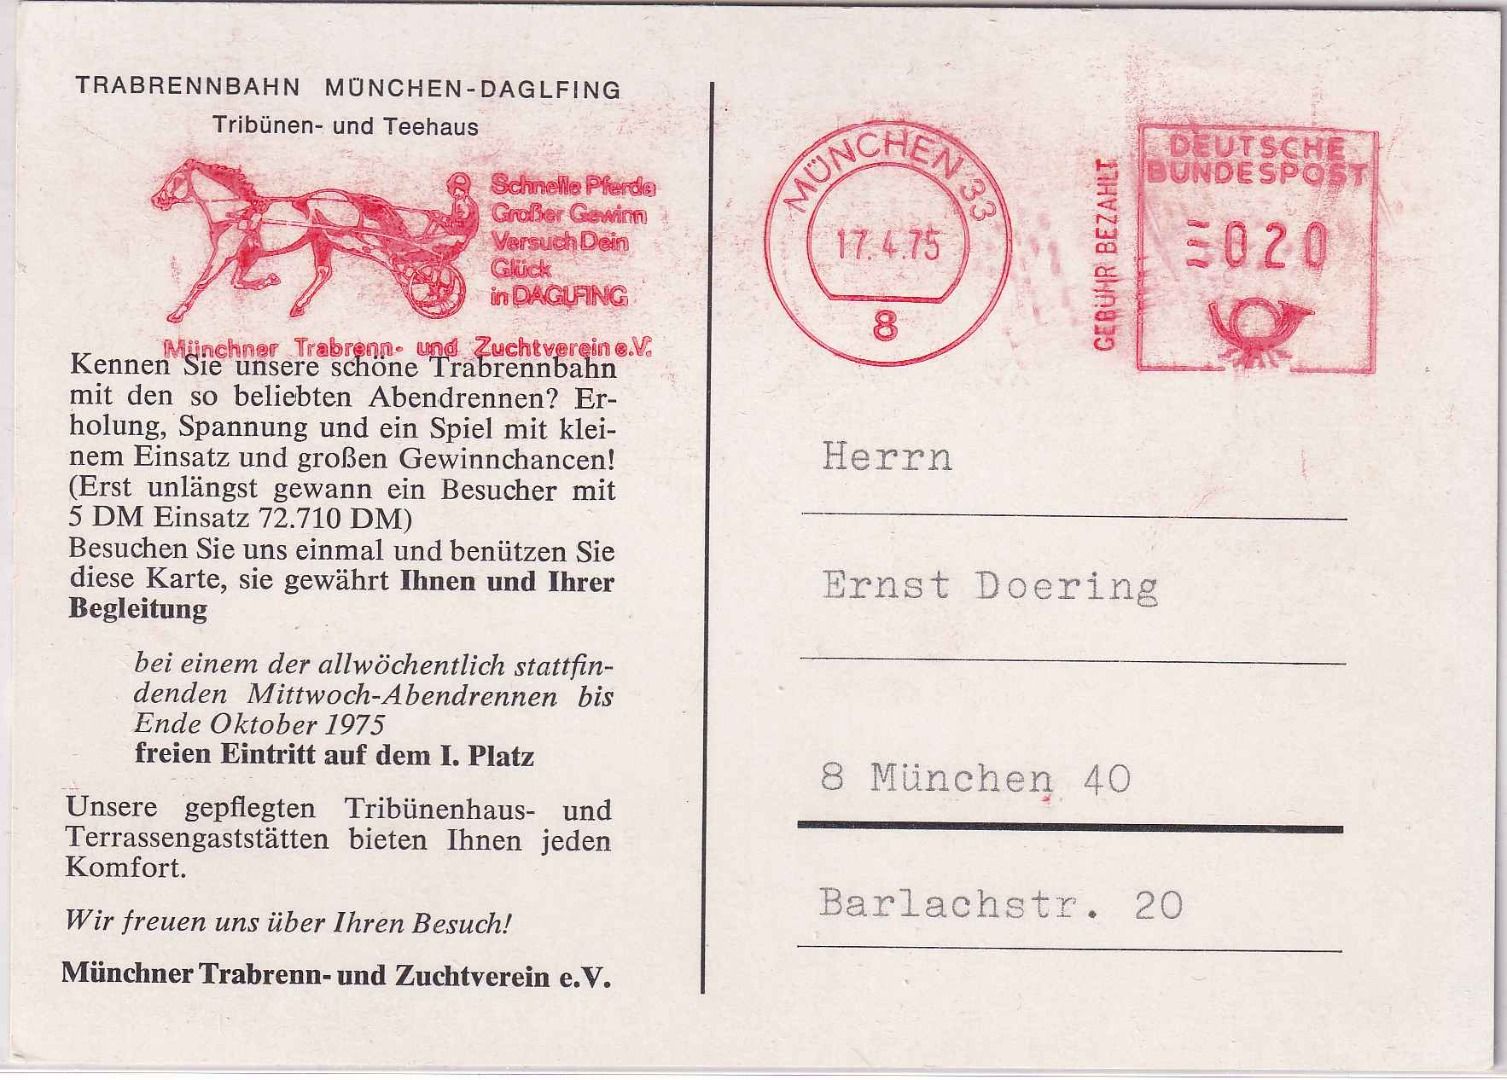 TRABRENNBAHN MÜNCHEN-DAGLFING
Tribünen- und Teehaus
Schnelle Pferde
Großer Gewinn
Versuch Dein
Glück
in DAGLFING
Münchner Trabrenn- und Zuchtverein e.V.
Kennen Sie unsere schöne Trabrennbahn
mit den so beliebten Abendrennen? Er-
holung, Spannung und ein Spiel mit klei-
nem Einsatz und großen Gewinnchancen!
(Erst unlängst gewann ein Besucher mit
5 DM Einsatz 72.710 DM)
Besuchen Sie uns einmal und benützen Sie
diese Karte, sie gewährt Ihnen und Ihrer
Begleitung
bei einem der allwöchentlich stattfin-
denden Mittwoch-Abendrennen bis
Ende Oktober 1975
freien Eintritt auf dem I. Platz
Unsere gepflegten Tribünenhaus- und
Terrassengaststätten bieten Ihnen jeden
Komfort.
Wir freuen uns über Ihren Besuch!
Münchner Trabrenn- und Zuchtverein e.V.
MÜNCHEN 33
17.4.75
8
GEBÜHR BEZAHLT
DEUTSCHE
BUNDESPOST
020
Herrn
Ernst Doering
8 München 40
Barlachstr. 20